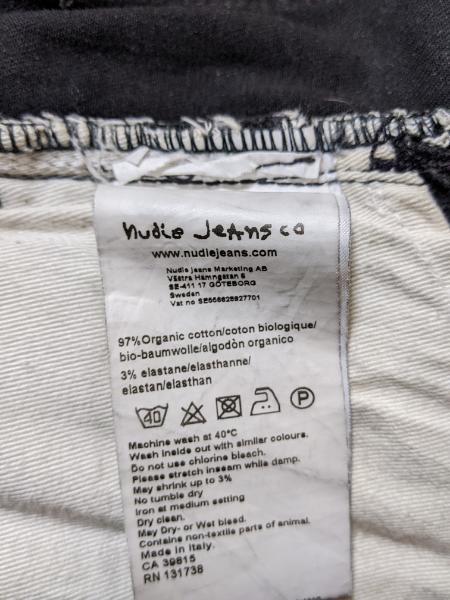 nudie jeans co
www.nudiejeans.com
Nudie Jeans Marketing AB
Västra Hamngatan 6
SE-411 17 GÖTEBORG
Sweden
Vat no SE556625927701
97%Organic cotton/coton biologique/
bio-baumwolle/algodòn organico
3% elastane/elasthanne/
elastan/elasthan
40
P
Machine wash at 40°C
Wash inside out with similar colours.
Do not use chlorine bleach.
Please stretch inseam while damp.
May shrink up to 3%
No tumble dry
Iron at medium setting
Dry clean.
May Dry- or Wet bleed.
Contains non-textile parts of animal.
Made in Italy.
CA 39815
RN 131738